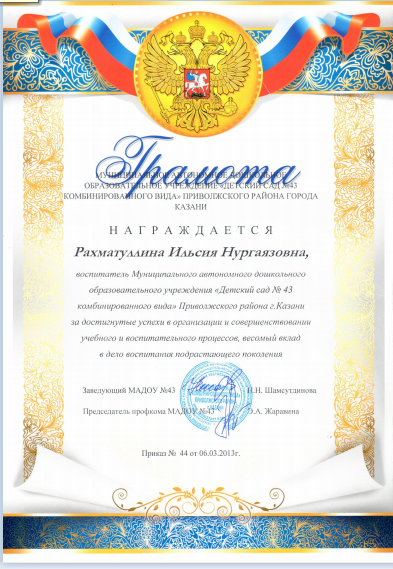 Грамота
МУНИЦИПАЛЬНОЕ АВТОНОМНОЕ ДОШКОЛЬНОЕ
ОБРАЗОВАТЕЛЬНОЕ УЧРЕЖДЕНИЕ «ДЕТСКИЙ САД №43
КОМБИНИРОВАННОГО ВИДА» ПРИВОЛЖСКОГО РАЙОНА ГОРОДА
КАЗАНИ
НАГРАЖДАЕТСЯ
Рахматуллина Ильсия Нургаязовна,
воспитатель Муниципального автономного дошкольного
образовательного учреждения «Детский сад № 43
комбинированного вида» Приволжского района г.Казани
за достигнутые успехи в организации и совершенствовании
учебного и воспитательного процессов, весомый вклад
в дело воспитания подрастающего поколения
Заведующий МАДОУ №43 Н.Н. Шамсутдинова
Председатель профкома МАДОУ №43 Э.А. Жаравина
Приказ № 44 от 06.03.2013г.